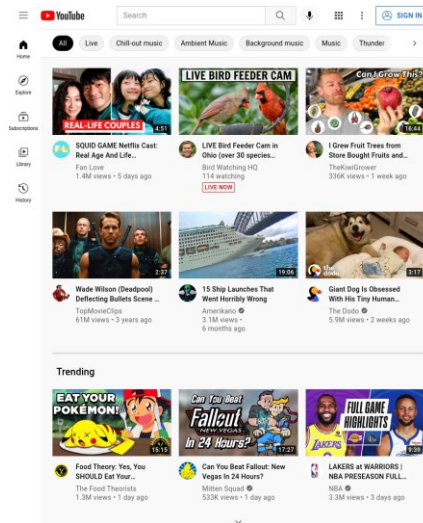 YouTube
Search
SIGN IN
All
Live
Chill-out music
Ambient Music
Background music
Music
Thunder
Home
Explore
Subscriptions
Library
History
REAL-LIFE COUPLES
4:51
LIVE BIRD FEEDER CAM
Can I Grow This?
16:44
SQUID GAME Netflix Cast:
Real Age And Life...
Fan Love
1.4M views • 5 days ago
LIVE Bird Feeder Cam in
Ohio (over 30 species...
Bird Watching HQ
114 watching
LIVE NOW
I Grew Fruit Trees from
Store Bought Fruits and...
TheKiwiGrower
336K views • 1 week ago
2:37
19:06
the dodo
3:17
Wade Wilson (Deadpool)
Deflecting Bullets Scene ...
TopMovieClips
61M views • 3 years ago
15 Ship Launches That
Went Horribly Wrong
Amerikano
3.1M views •
6 months ago
Giant Dog Is Obsessed
With His Tiny Human...
The Dodo
5.9M views • 2 weeks ago
Trending
EAT YOUR
POKÉMON!
15:15
Can You Beat
Fallout
NEW VEGAS
In 24 Hours?
17:27
FULL GAME
HIGHLIGHTS
LAKERS
9:39
Food Theory: Yes, You
SHOULD Eat Your...
The Food Theorists
1.3M views • 1 day ago
Can You Beat Fallout: New
Vegas In 24 Hours?
Mitten Squad
533K views • 1 day ago
LAKERS at WARRIORS |
NBA PRESEASON FULL...
NBA
3.3M views • 3 days ago